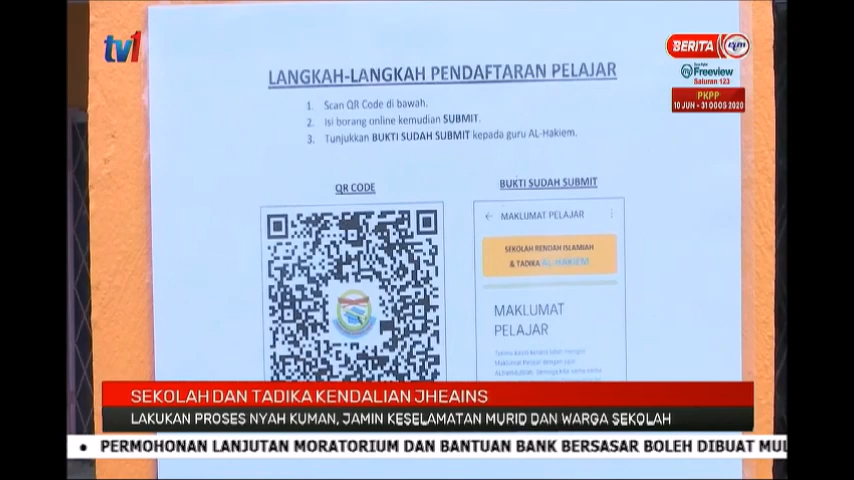 tv1
BERITA rtm
myFreeview
Saluran 123
PKPP
10 JUN - 31 OGOS 2020
LANGKAH-LANGKAH PENDAFTARAN PELAJAR
1. Scan QR Code di bawah.
2. Isi borang online kemudian SUBMIT.
3. Tunjukkan BUKTI SUDAH SUBMIT kepada guru AL-Hakiem.
QR CODE
BUKTI SUDAH SUBMIT
← MAKLUMAT PELAJAR
SEKOLAH RENDAH ISLAMIAH
& TADIKA AL-HAKIEM
MAKLUMAT
PELAJAR
SEKOLAH DAN TADIKA KENDALIAN JHEAINS
LAKUKAN PROSES NYAH KUMAN, JAMIN KESELAMATAN MURID DAN WARGA SEKOLAH
• PERMOHONAN LANJUTAN MORATORIUM DAN BANTUAN BANK BERSASAR BOLEH DIBUAT MUL